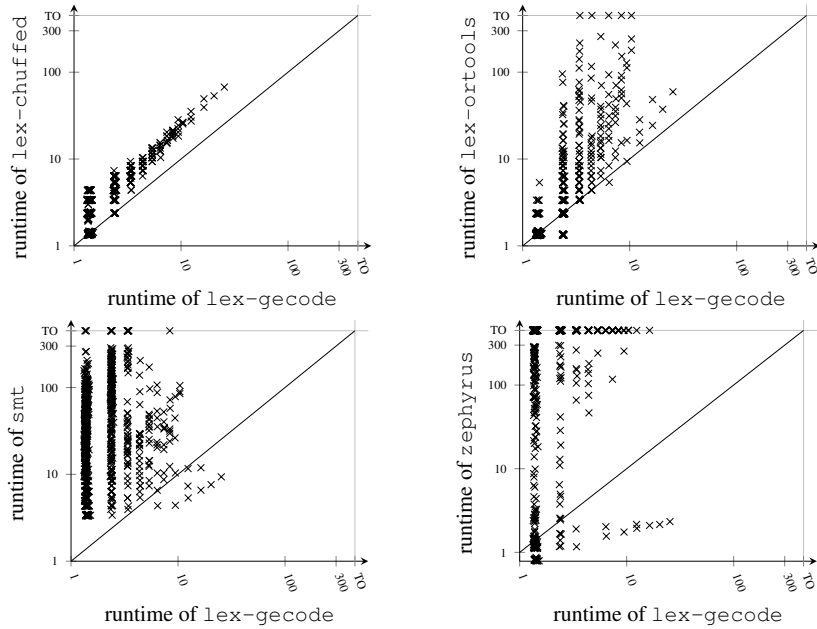 TO
300
100
10
1
runtime of lex-chuffed
1
10
100
300
TO
runtime of lex-gecode
TO
300
100
10
1
runtime of lex-ortools
1
10
100
300
TO
runtime of lex-gecode
TO
300
100
10
1
runtime of smt
1
10
100
300
TO
runtime of lex-gecode
TO
300
100
10
1
runtime of zephyrus
1
10
100
300
TO
runtime of lex-gecode